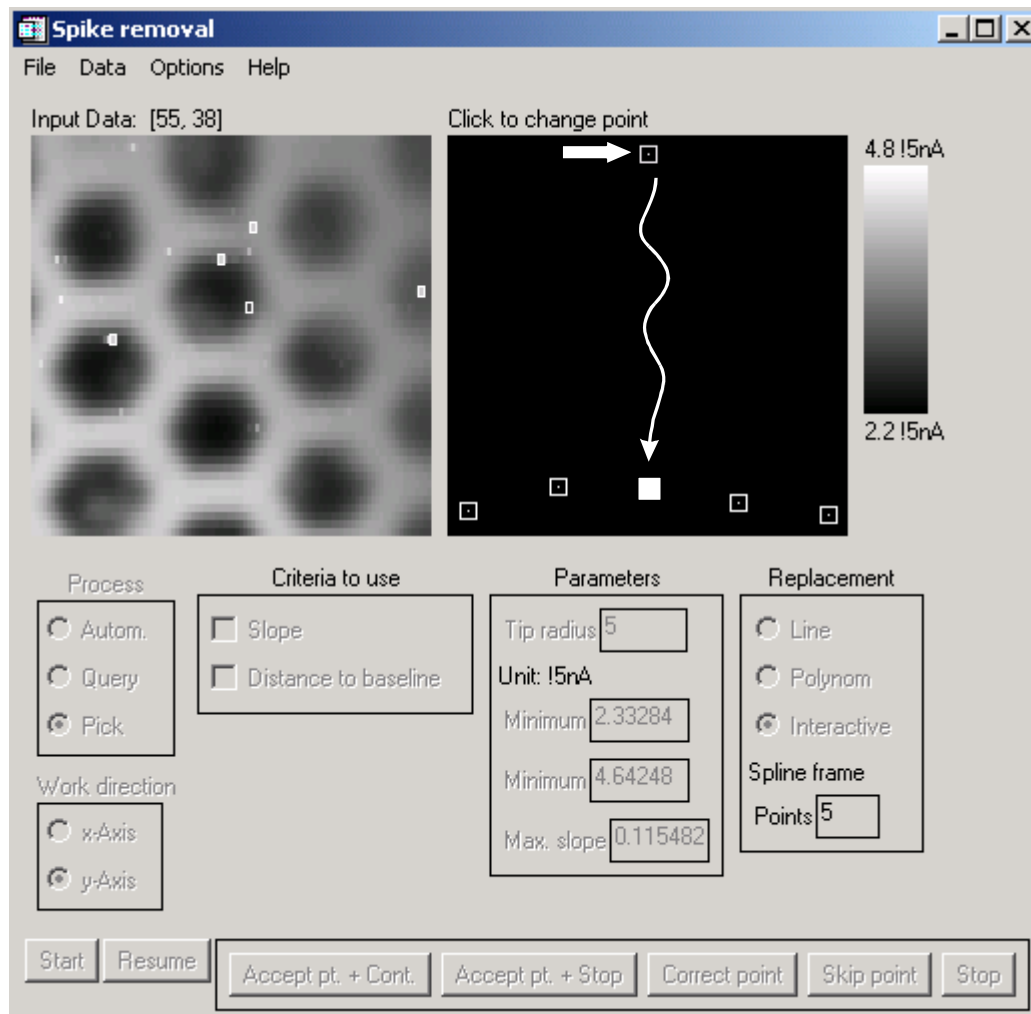 Spike removal
File Data Options Help
Input Data: [55, 38]
Click to change point
4.8 !5nA
2.2 !5nA
Process
Autom.
Query
Pick
Work direction
x-Axis
y-Axis
Criteria to use
Slope
Distance to baseline
Parameters
Tip radius 5
Unit: !5nA
Minimum 2.33284
Minimum 4.64248
Max. slope 0.115482
Replacement
Line
Polynom
Interactive
Spline frame
Points 5
Start Resume Accept pt. + Cont. Accept pt. + Stop Correct point Skip point Stop